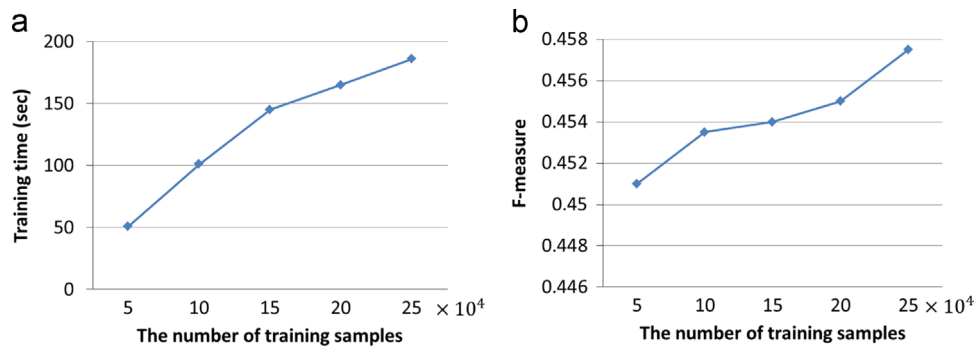 a
200
150
100
50
0
Training time (sec)
5 10 15 20 25 × 10⁴
The number of training samples
b
0.458
0.456
0.454
0.452
0.45
0.448
0.446
F-measure
5 10 15 20 25 × 10⁴
The number of training samples